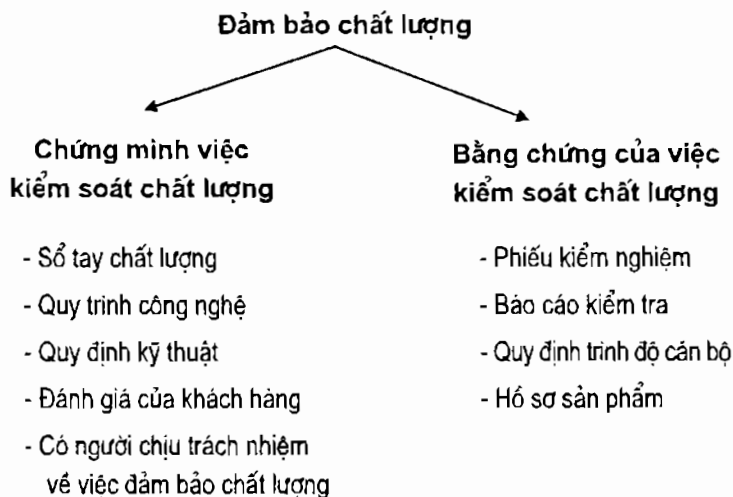 Đảm bảo chất lượng
Chứng minh việc
kiểm soát chất lượng
- Sổ tay chất lượng
- Quy trình công nghệ
- Quy định kỹ thuật
- Đánh giá của khách hàng
- Có người chịu trách nhiệm
về việc đảm bảo chất lượng
Bằng chứng của việc
kiểm soát chất lượng
- Phiếu kiểm nghiệm
- Báo cáo kiểm tra
- Quy định trình độ cán bộ
- Hồ sơ sản phẩm